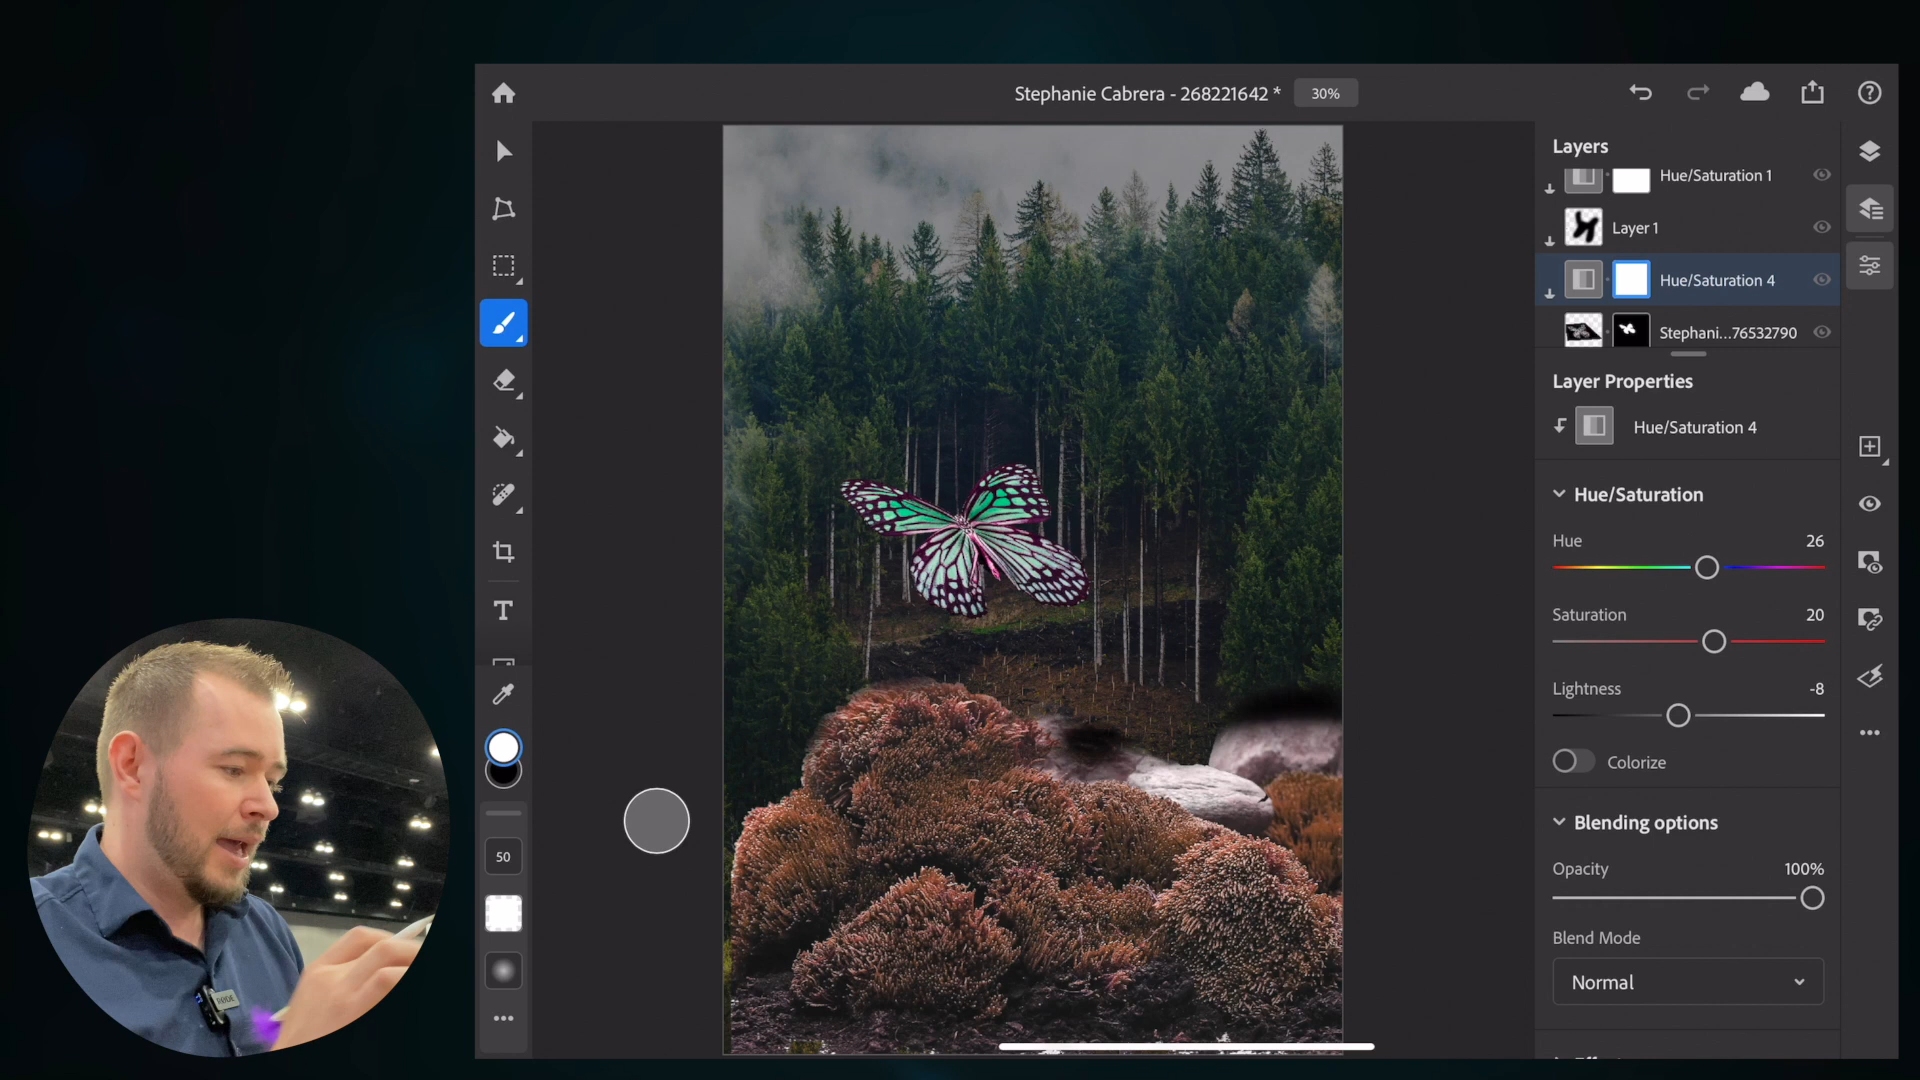 Stephanie Cabrera - 268221642 *
30%
Layers
Hue/Saturation 1
Layer 1
Hue/Saturation 4
Stephani...76532790
Layer Properties
Hue/Saturation 4
Hue/Saturation
Hue
26
Saturation
20
Lightness
-8
Colorize
Blending options
Opacity
100%
Blend Mode
Normal
T
50
RØDE